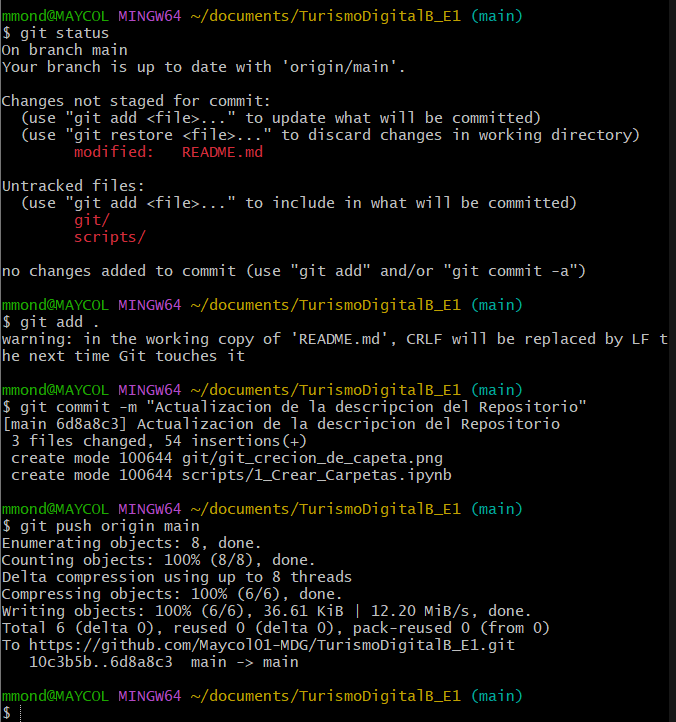 mmond@MAYCOL MINGW64 ~/documents/TurismoDigitalB_E1 (main)
$ git status
On branch main
Your branch is up to date with 'origin/main'.
Changes not staged for commit:
(use "git add <file>..." to update what will be committed)
(use "git restore <file>..." to discard changes in working directory)
modified:   README.md
Untracked files:
(use "git add <file>..." to include in what will be committed)
git/
scripts/
no changes added to commit (use "git add" and/or "git commit -a")
mmond@MAYCOL MINGW64 ~/documents/TurismoDigitalB_E1 (main)
$ git add .
warning: in the working copy of 'README.md', CRLF will be replaced by LF t
he next time Git touches it
mmond@MAYCOL MINGW64 ~/documents/TurismoDigitalB_E1 (main)
$ git commit -m "Actualizacion de la descripcion del Repositorio"
[main 6d8a8c3] Actualizacion de la descripcion del Repositorio
3 files changed, 54 insertions(+)
create mode 100644 git/git_crecion_de_capeta.png
create mode 100644 scripts/1_Crear_Carpetas.ipynb
mmond@MAYCOL MINGW64 ~/documents/TurismoDigitalB_E1 (main)
$ git push origin main
Enumerating objects: 8, done.
Counting objects: 100% (8/8), done.
Delta compression using up to 8 threads
Compressing objects: 100% (6/6), done.
Writing objects: 100% (6/6), 36.61 KiB | 12.20 MiB/s, done.
Total 6 (delta 0), reused 0 (delta 0), pack-reused 0 (from 0)
To https://github.com/Maycol01-MDG/TurismoDigitalB_E1.git
10c3b5b..6d8a8c3  main -> main
mmond@MAYCOL MINGW64 ~/documents/TurismoDigitalB_E1 (main)
$